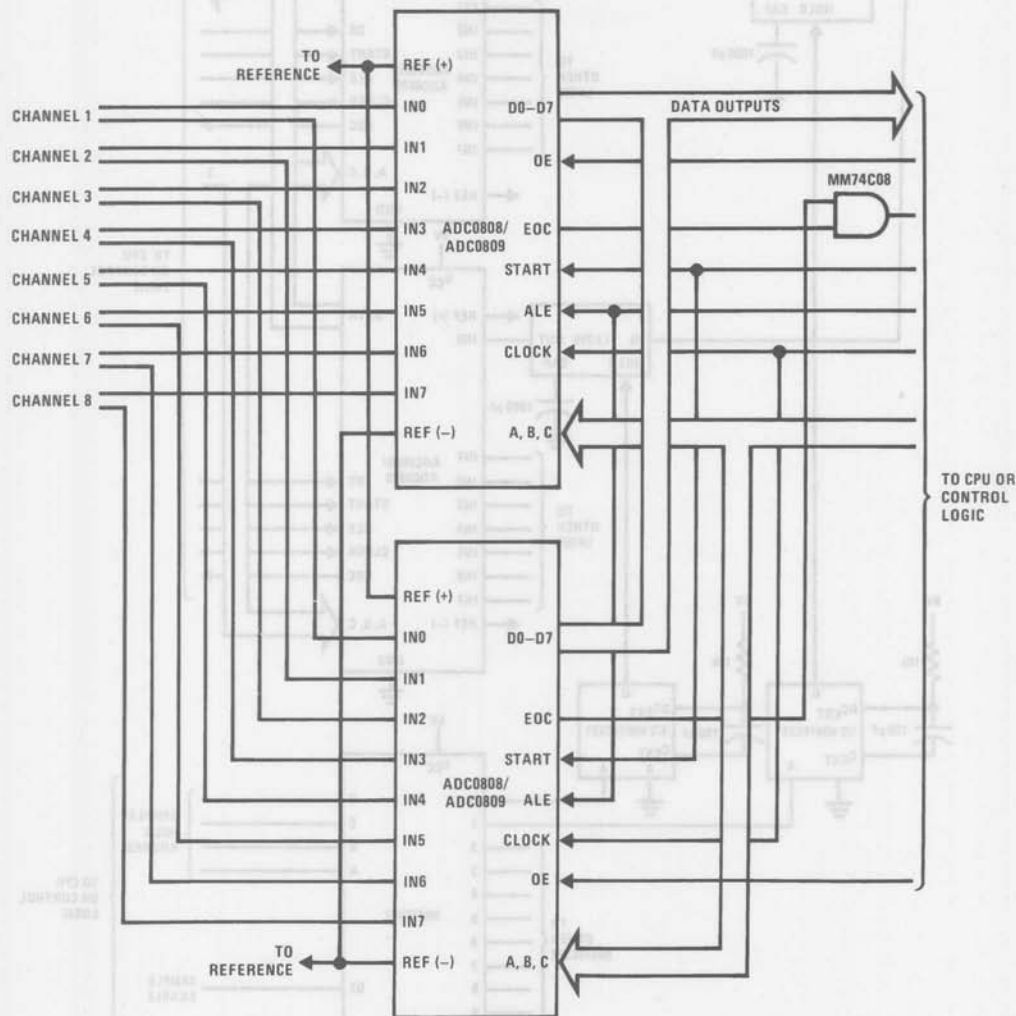 TO
REFERENCE
CHANNEL 1
CHANNEL 2
CHANNEL 3
CHANNEL 4
CHANNEL 5
CHANNEL 6
CHANNEL 7
CHANNEL 8
REF (+)
IN0
IN1
IN2
IN3
IN4
IN5
IN6
IN7
REF (–)
ADC0808/
ADC0809
D0–D7
OE
EOC
START
ALE
CLOCK
A, B, C
DATA OUTPUTS
MM74C08
TO CPU OR
CONTROL
LOGIC
REF (+)
IN0
IN1
IN2
IN3
IN4
IN5
IN6
IN7
REF (–)
ADC0808/
ADC0809
D0–D7
EOC
START
ALE
CLOCK
OE
A, B, C
TO
REFERENCE